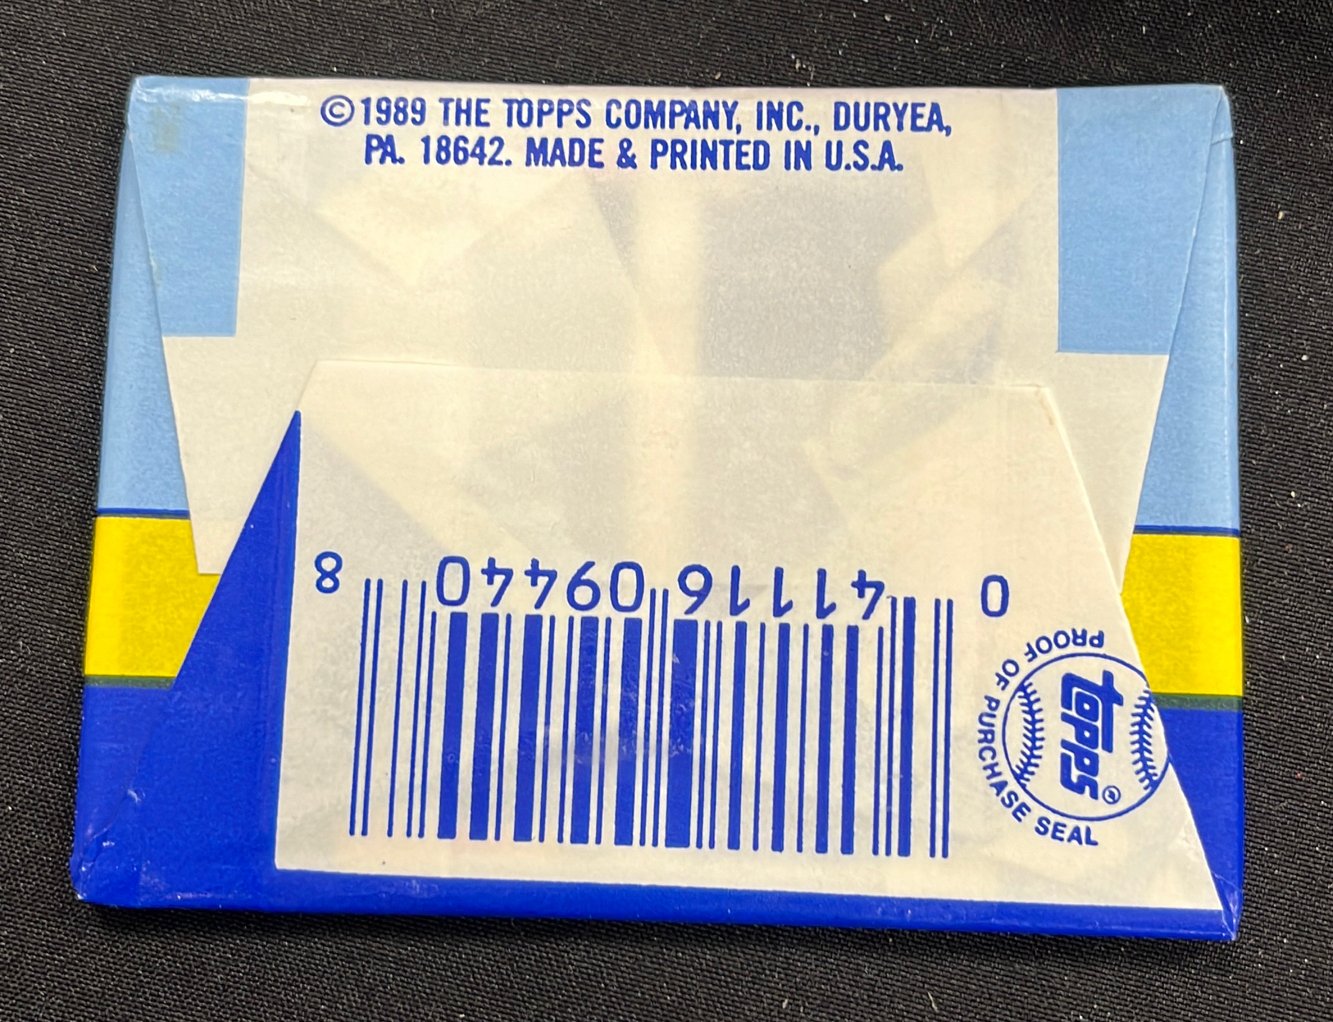 ©1989 THE TOPPS COMPANY, INC., DURYEA,
PA. 18642. MADE & PRINTED IN U.S.A.
0 41116 09440 8
PROOF OF PURCHASE SEAL
Topps®